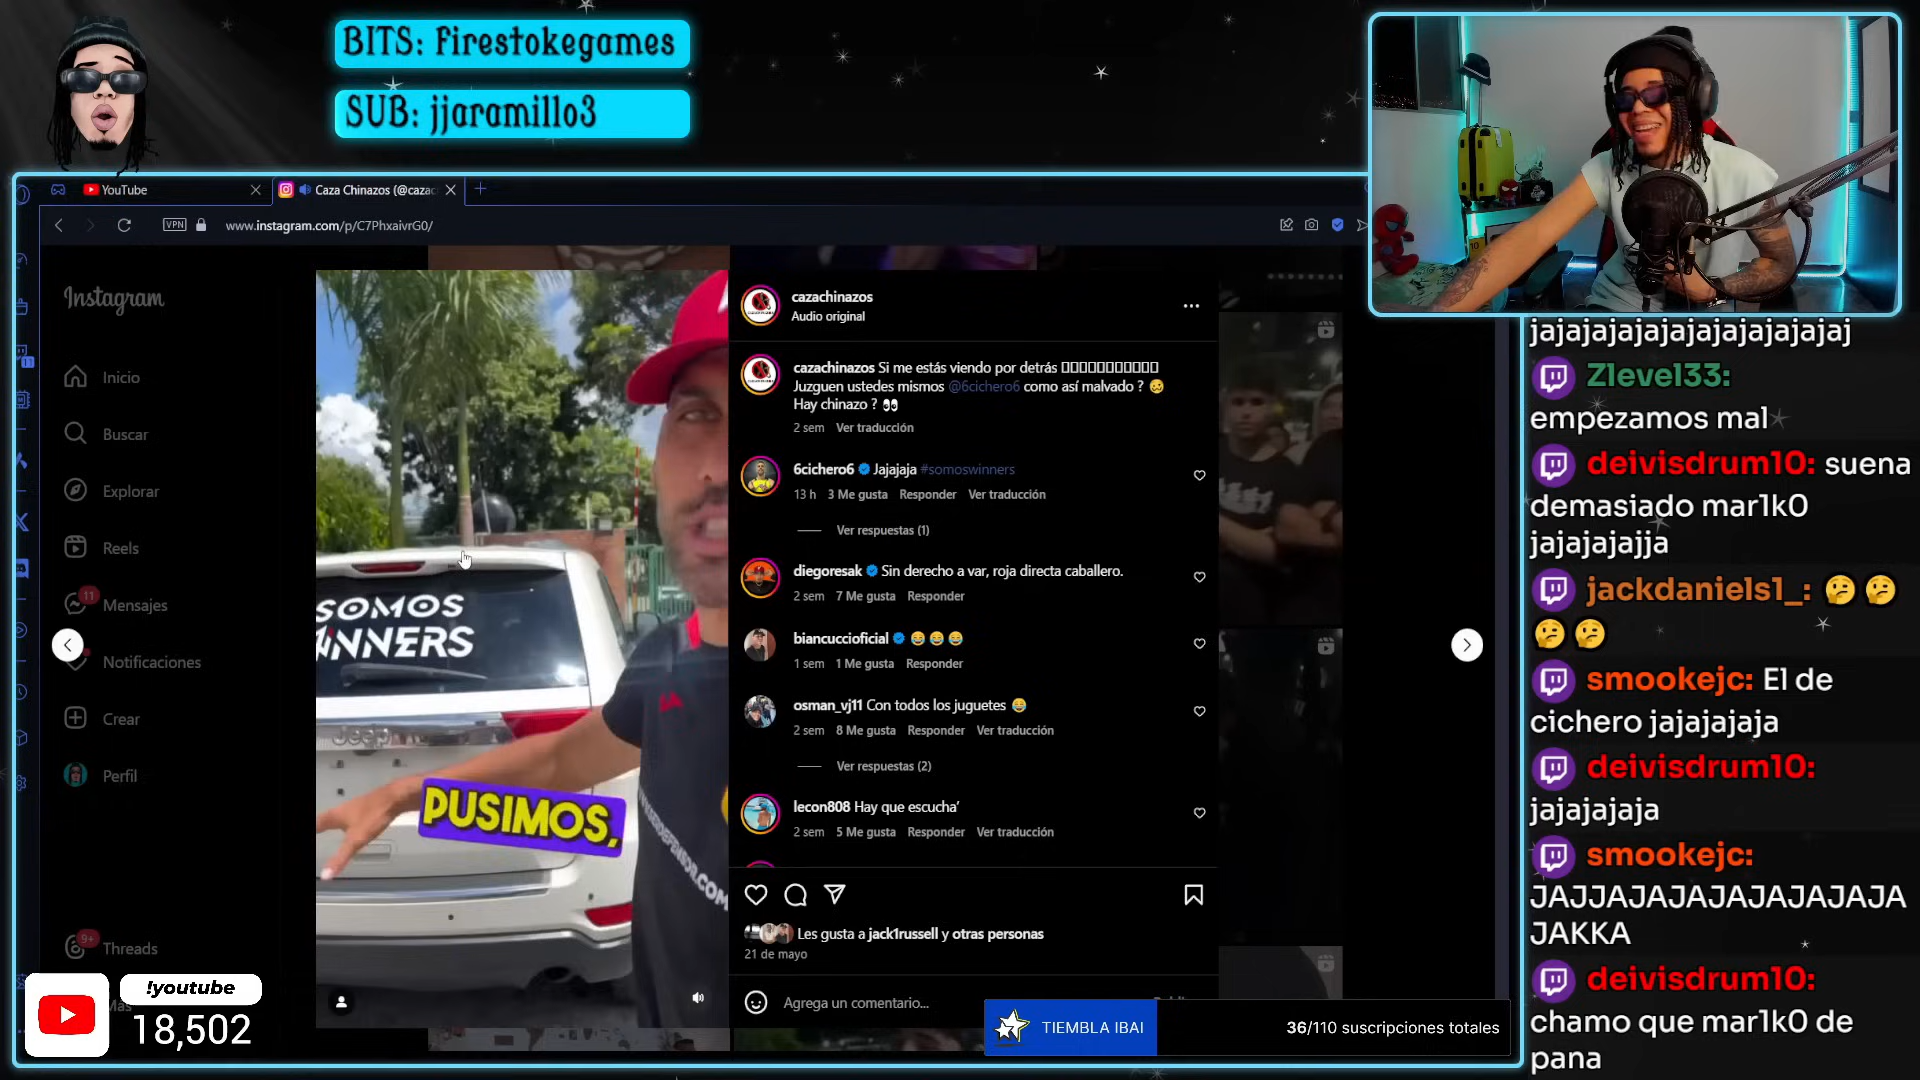 BITS: firestokegames
SUB: jjaramillo3
YouTube
Caza Chinazos (@cazac
VPN
www.instagram.com/p/C7PhxaivrG0/
Instagram
Inicio
Buscar
Explorar
Reels
11
Mensajes
Notificaciones
Crear
Perfil
9+
Threads
Más
!youtube
18,502
SOMOS
WINNERS
Jeep
PUSIMOS,
cazachinazos
Audio original
cazachinazos Si me estás viendo por detrás
Juzguen ustedes mismos @6cichero6 como así malvado ? 🥴
Hay chinazo ? 👀
2 sem Ver traducción
6cichero6 Jajajaja #somoswinners
13 h 3 Me gusta Responder Ver traducción
Ver respuestas (1)
diegoresak Sin derecho a var, roja directa caballero.
2 sem 7 Me gusta Responder
biancuccioficial 😂 😂 😂
1 sem 1 Me gusta Responder
osman_vj11 Con todos los juguetes 😂
2 sem 8 Me gusta Responder Ver traducción
Ver respuestas (2)
lecon808 Hay que escucha'
2 sem 5 Me gusta Responder Ver traducción
Les gusta a jack1russell y otras personas
21 de mayo
Agrega un comentario...
TIEMBLA IBAI
36/110 suscripciones totales
jajajajajajajajajajajajaj
Zlevel33:
empezamos mal
deivisdrum10: suena
demasiado mar1k0
jajajajajja
jackdaniels1_: 🤔 🤔
🤔 🤔
smookejc: El de
cichero jajajajaja
deivisdrum10:
jajajajaja
smookejc:
JAJJAJAJAJAJAJAJAJA
JAKKA
deivisdrum10:
chamo que mar1k0 de
pana